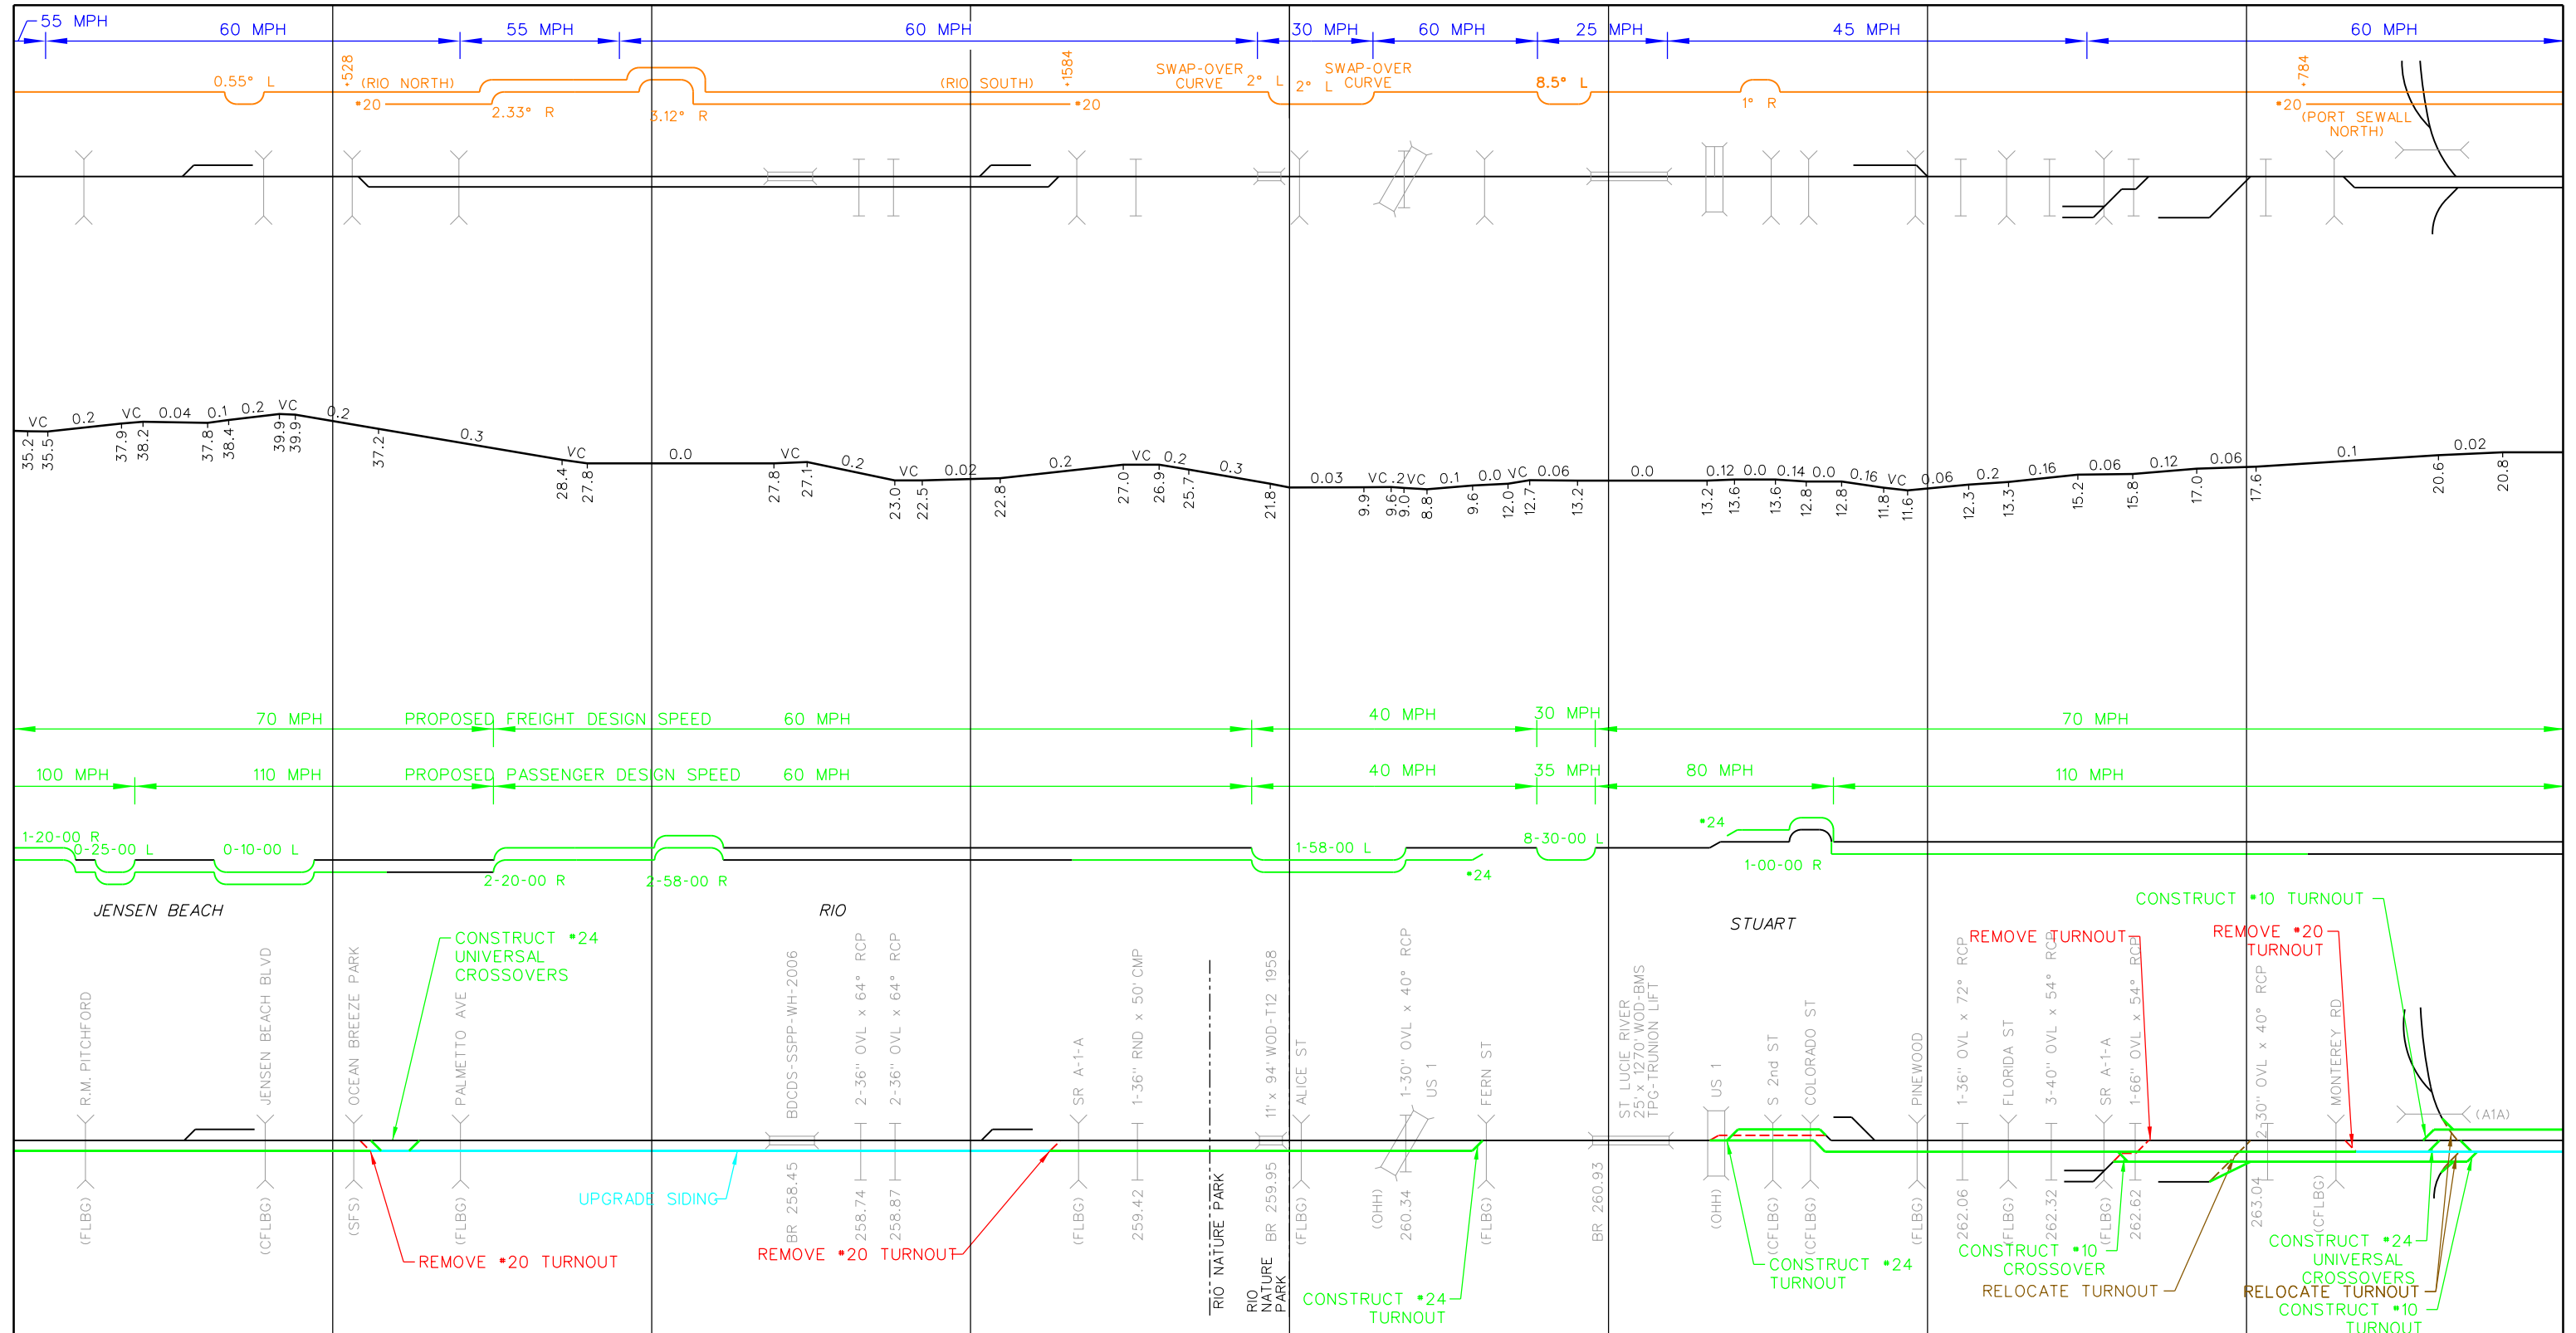 55 MPH
60 MPH
55 MPH
60 MPH
30 MPH
60 MPH
25 MPH
45 MPH
60 MPH
0.55° L
+528
(RIO NORTH)
*20
2.33° R
3.12° R
(RIO SOUTH)
+1584
*20
SWAP-OVER
CURVE
2° L
2° L
SWAP-OVER
CURVE
8.5° L
1° R
+784
*20
(PORT SEWALL
NORTH)
VC 0.2 VC 0.04 0.1 0.2 VC 0.2 0.3 VC 0.0 VC 0.2 VC 0.02 0.2 VC 0.2 0.3 0.03 VC .2 VC 0.1 0.0 VC 0.06 0.0 0.12 0.0 0.14 0.0 0.16 VC 0.06 0.2 0.16 0.06 0.12 0.06 0.1 0.02
35.2 35.5 37.9 38.2 37.8 38.4 39.9 39.9 37.2 28.4 27.8 27.8 27.1 23.0 22.5 22.8 27.0 26.9 25.7 21.8 9.9 9.6 9.0 8.8 9.6 12.0 12.7 13.2 13.2 13.6 13.6 12.8 12.8 11.8 11.6 12.3 13.3 15.2 15.8 17.0 17.6 20.6 20.8
70 MPH
PROPOSED FREIGHT DESIGN SPEED
60 MPH
40 MPH
30 MPH
70 MPH
100 MPH
110 MPH
PROPOSED PASSENGER DESIGN SPEED
60 MPH
40 MPH
35 MPH
80 MPH
110 MPH
1-20-00 R
0-25-00 L
0-10-00 L
2-20-00 R
2-58-00 R
1-58-00 L
*24
8-30-00 L
*24
1-00-00 R
JENSEN BEACH
RIO
STUART
CONSTRUCT *24
UNIVERSAL
CROSSOVERS
REMOVE TURNOUT
CONSTRUCT *10 TURNOUT
REMOVE *20
TURNOUT
R.M. PITCHFORD
(FLBG)
JENSEN BEACH BLVD
(CFLBG)
OCEAN BREEZE PARK
(SFS)
PALMETTO AVE
(FLBG)
BDCDS-SSPP-WH-2006
BR 258.45
2-36" OVL x 64° RCP
258.74
2-36" OVL x 64° RCP
258.87
SR A-1-A
(FLBG)
1-36" RND x 50' CMP
259.42
RIO NATURE PARK
RIO
NATURE
PARK
11' x 94' WOD-T12 1958
BR 259.95
ALICE ST
(FLBG)
(OHH)
1-30" OVL x 40° RCP
260.34
US 1
FERN ST
(FLBG)
BR 260.93
ST LUCIE RIVER
25' x 1270' WOD-BMS
TPG-TRUNION LIFT
US 1
(OHH)
S 2nd ST
(CFLBG)
COLORADO ST
(CFLBG)
PINEWOOD
(FLBG)
1-36" OVL x 72° RCP
262.06
FLORIDA ST
(FLBG)
3-40" OVL x 54° RCP
262.32
SR A-1-A
(FLBG)
1-66" OVL x 54° RCP
262.62
2-30" OVL x 40° RCP
263.04
MONTEREY RD
(CFLBG)
(A1A)
UPGRADE SIDING
REMOVE *20 TURNOUT
REMOVE *20 TURNOUT
CONSTRUCT *24
TURNOUT
CONSTRUCT *24
TURNOUT
CONSTRUCT *10
CROSSOVER
RELOCATE TURNOUT
CONSTRUCT *24
UNIVERSAL
CROSSOVERS
RELOCATE TURNOUT
CONSTRUCT *10
TURNOUT